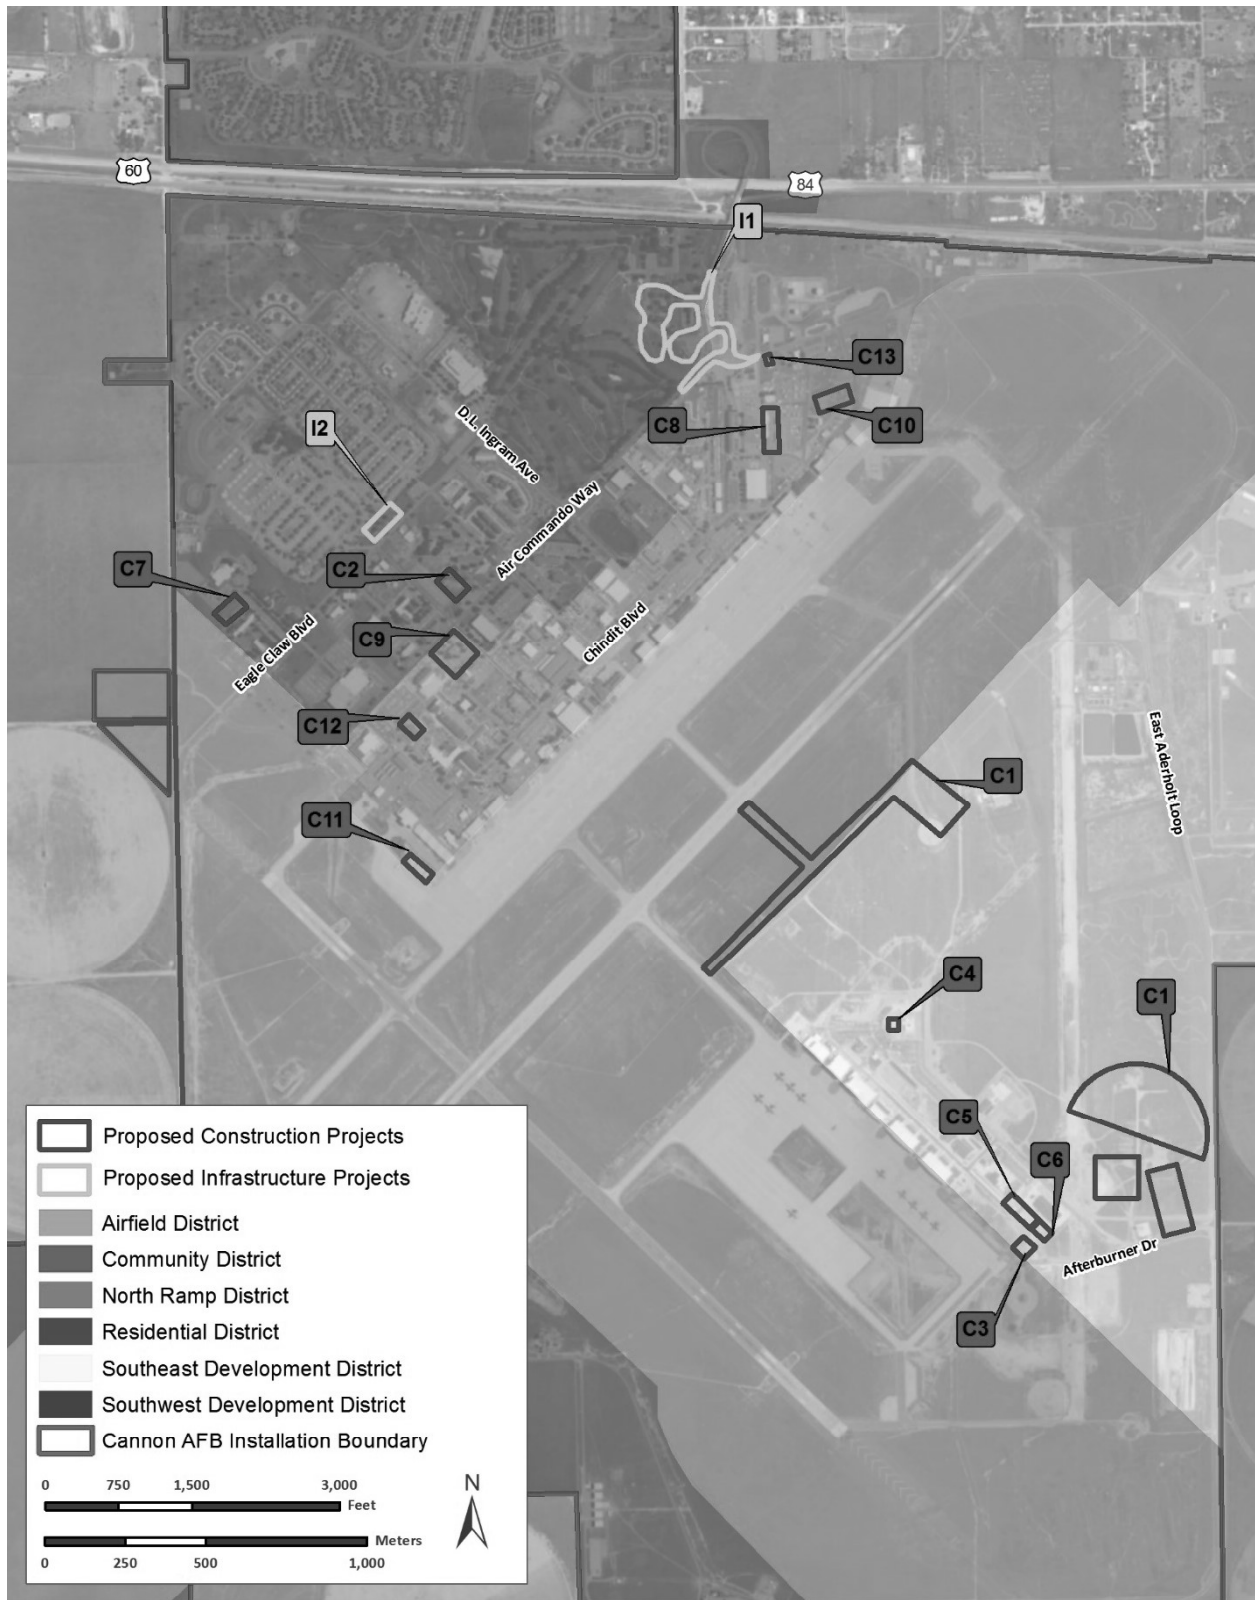 60
84
I1
C13
C8
C10
D.L. Ingram Ave
I2
Air Commando Way
C7
C2
C9
Chindit Blvd
Eagle Claw Blvd
C12
East Aderholt Loop
C1
C11
C4
C1
C5
C6
Afterburner Dr
C3
Proposed Construction Projects
Proposed Infrastructure Projects
Airfield District
Community District
North Ramp District
Residential District
Southeast Development District
Southwest Development District
Cannon AFB Installation Boundary
0 750 1,500 3,000
Feet
Meters
0 250 500 1,000
N